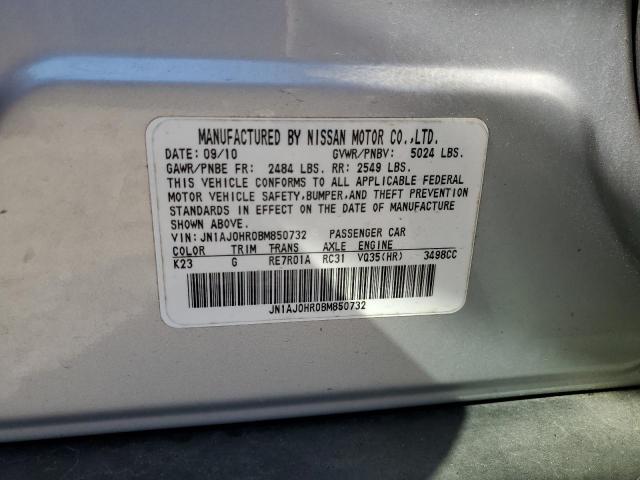 MANUFACTURED BY NISSAN MOTOR CO.,LTD.
DATE: 09/10 GVWR/PNBV: 5024 LBS.
GAWR/PNBE FR: 2484 LBS. RR: 2549 LBS.
THIS VEHICLE CONFORMS TO ALL APPLICABLE FEDERAL
MOTOR VEHICLE SAFETY,BUMPER,AND THEFT PREVENTION
STANDARDS IN EFFECT ON THE DATE OF MANUFACTURE
SHOWN ABOVE.
VIN: JN1AJ0HR0BM850732 PASSENGER CAR
COLOR TRIM TRANS AXLE ENGINE
K23 G RE7R01A RC31 VQ35(HR) 3498CC
JN1AJ0HR0BM850732